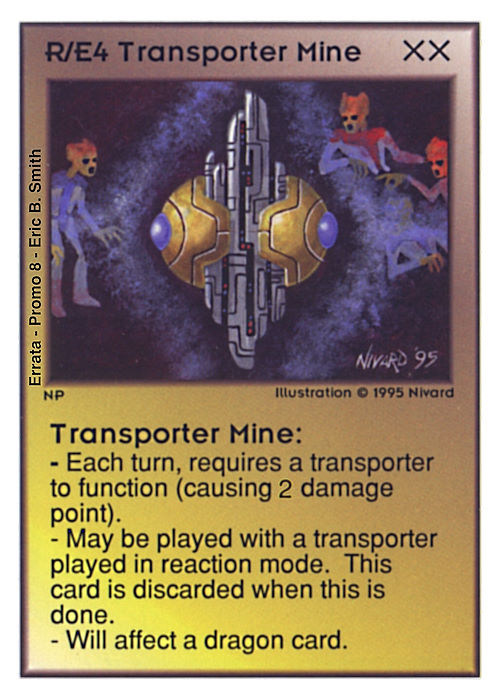 R/E4 Transporter Mine XX
Errata - Promo 8 - Eric B. Smith
NIVARD '95
NP
Illustration © 1995 Nivard
Transporter Mine:
- Each turn, requires a transporter
to function (causing 2 damage
point).
- May be played with a transporter
played in reaction mode. This
card is discarded when this is
done.
- Will affect a dragon card.